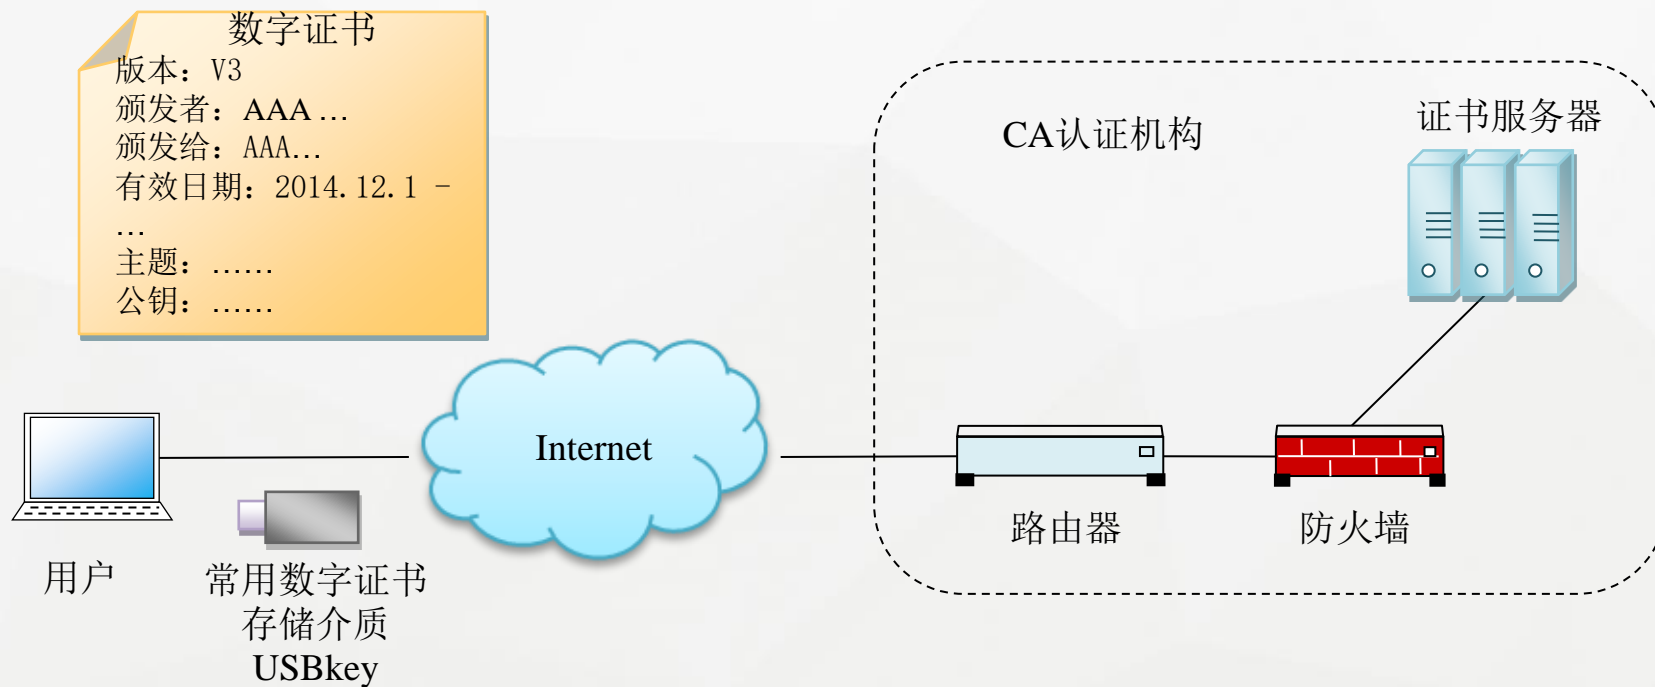 数字证书
版本：V3
颁发者：AAA …
颁发给：AAA...
有效日期：2014.12.1 -
…
主题：……
公钥：……
CA认证机构
证书服务器
Internet
路由器
防火墙
用户
常用数字证书
存储介质
USBkey